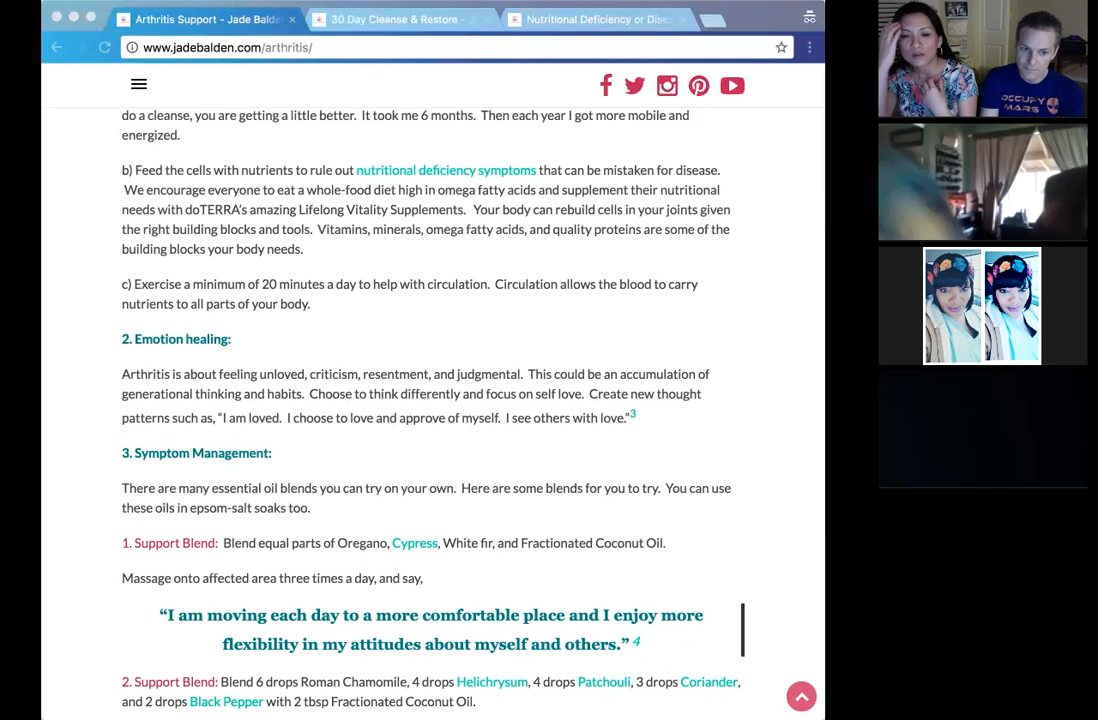 Arthritis Support - Jade Balder
30 Day Cleanse & Restore -
Nutritional Deficiency or Dise
www.jadebalden.com/arthritis/
do a cleanse, you are getting a little better. It took me 6 months. Then each year I got more mobile and
energized.
b) Feed the cells with nutrients to rule out nutritional deficiency symptoms that can be mistaken for disease.
We encourage everyone to eat a whole-food diet high in omega fatty acids and supplement their nutritional
needs with doTERRA's amazing Lifelong Vitality Supplements. Your body can rebuild cells in your joints given
the right building blocks and tools. Vitamins, minerals, omega fatty acids, and quality proteins are some of the
building blocks your body needs.
c) Exercise a minimum of 20 minutes a day to help with circulation. Circulation allows the blood to carry
nutrients to all parts of your body.
2. Emotion healing:
Arthritis is about feeling unloved, criticism, resentment, and judgmental. This could be an accumulation of
generational thinking and habits. Choose to think differently and focus on self love. Create new thought
patterns such as, “I am loved. I choose to love and approve of myself. I see others with love.”3
3. Symptom Management:
There are many essential oil blends you can try on your own. Here are some blends for you to try. You can use
these oils in epsom-salt soaks too.
1. Support Blend: Blend equal parts of Oregano, Cypress, White fir, and Fractionated Coconut Oil.
Massage onto affected area three times a day, and say,
“I am moving each day to a more comfortable place and I enjoy more
flexibility in my attitudes about myself and others.” 4
2. Support Blend: Blend 6 drops Roman Chamomile, 4 drops Helichrysum, 4 drops Patchouli, 3 drops Coriander,
and 2 drops Black Pepper with 2 tbsp Fractionated Coconut Oil.
OCCUPY
MARS